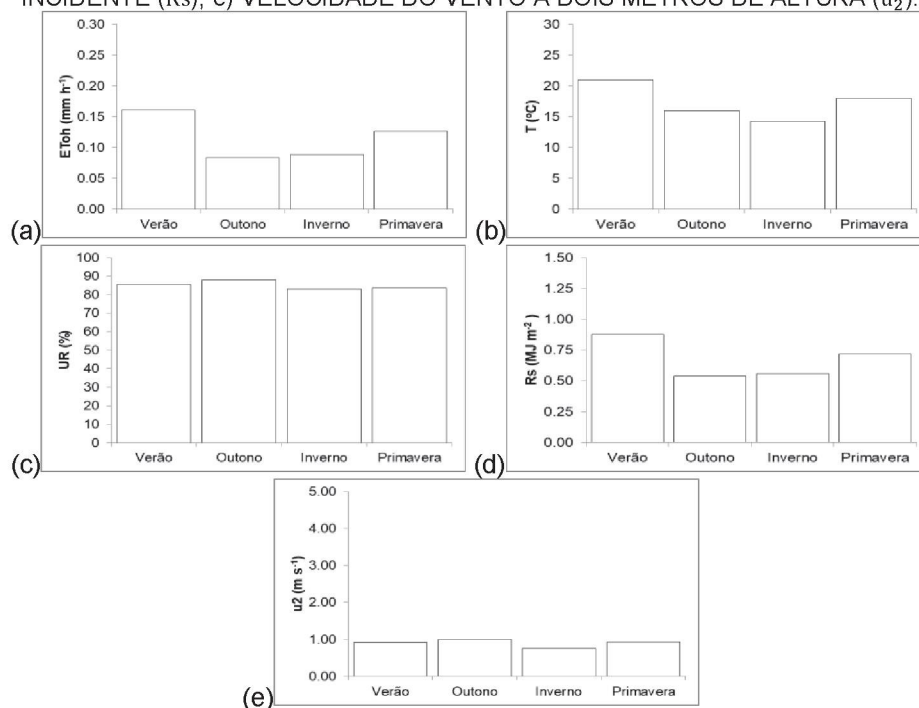 INCIDENTE (Rs); e) VELOCIDADE DO VENTO A DOIS METROS DE ALTURA (u₂).
0.30
0.25
0.20
0.15
0.10
0.05
0.00
EToh (mm h⁻¹)
Verão Outono Inverno Primavera
(a)
30
25
20
15
10
5
0
T (ºC)
Verão Outono Inverno Primavera
(b)
100
90
80
70
60
50
40
30
20
10
0
UR (%)
Verão Outono Inverno Primavera
(c)
1.50
1.25
1.00
0.75
0.50
0.25
0.00
Rs (MJ m⁻²)
Verão Outono Inverno Primavera
(d)
5.00
4.00
3.00
2.00
1.00
0.00
u2 (m s⁻¹)
Verão Outono Inverno Primavera
(e)